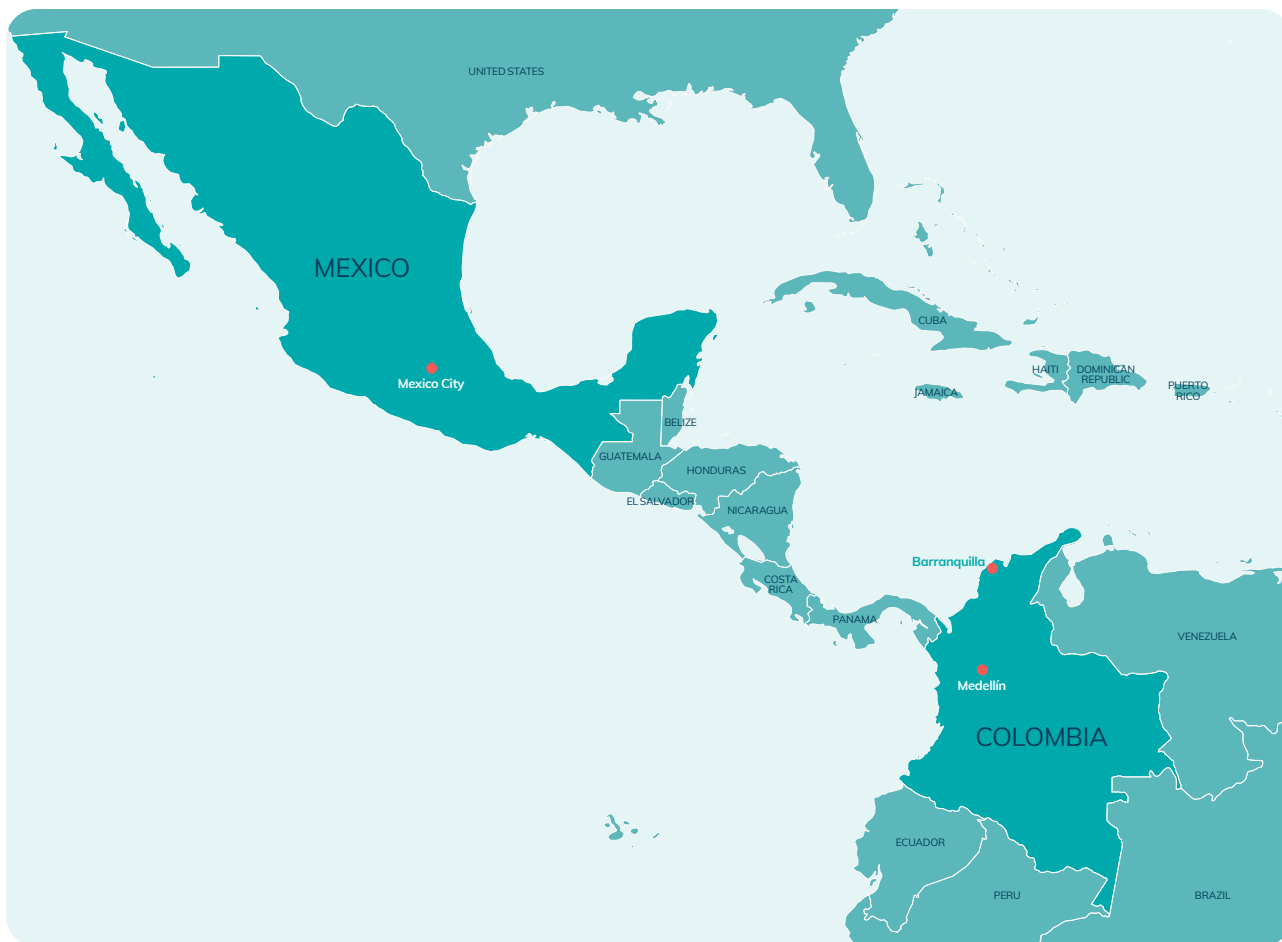 UNITED STATES
MEXICO
CUBA
Mexico City
HAITI
DOMINICAN
REPUBLIC
PUERTO
RICO
JAMAICA
BELIZE
GUATEMALA
HONDURAS
EL SALVADOR
NICARAGUA
Barranquilla
COSTA
RICA
PANAMA
VENEZUELA
Medellín
COLOMBIA
ECUADOR
PERU
BRAZIL